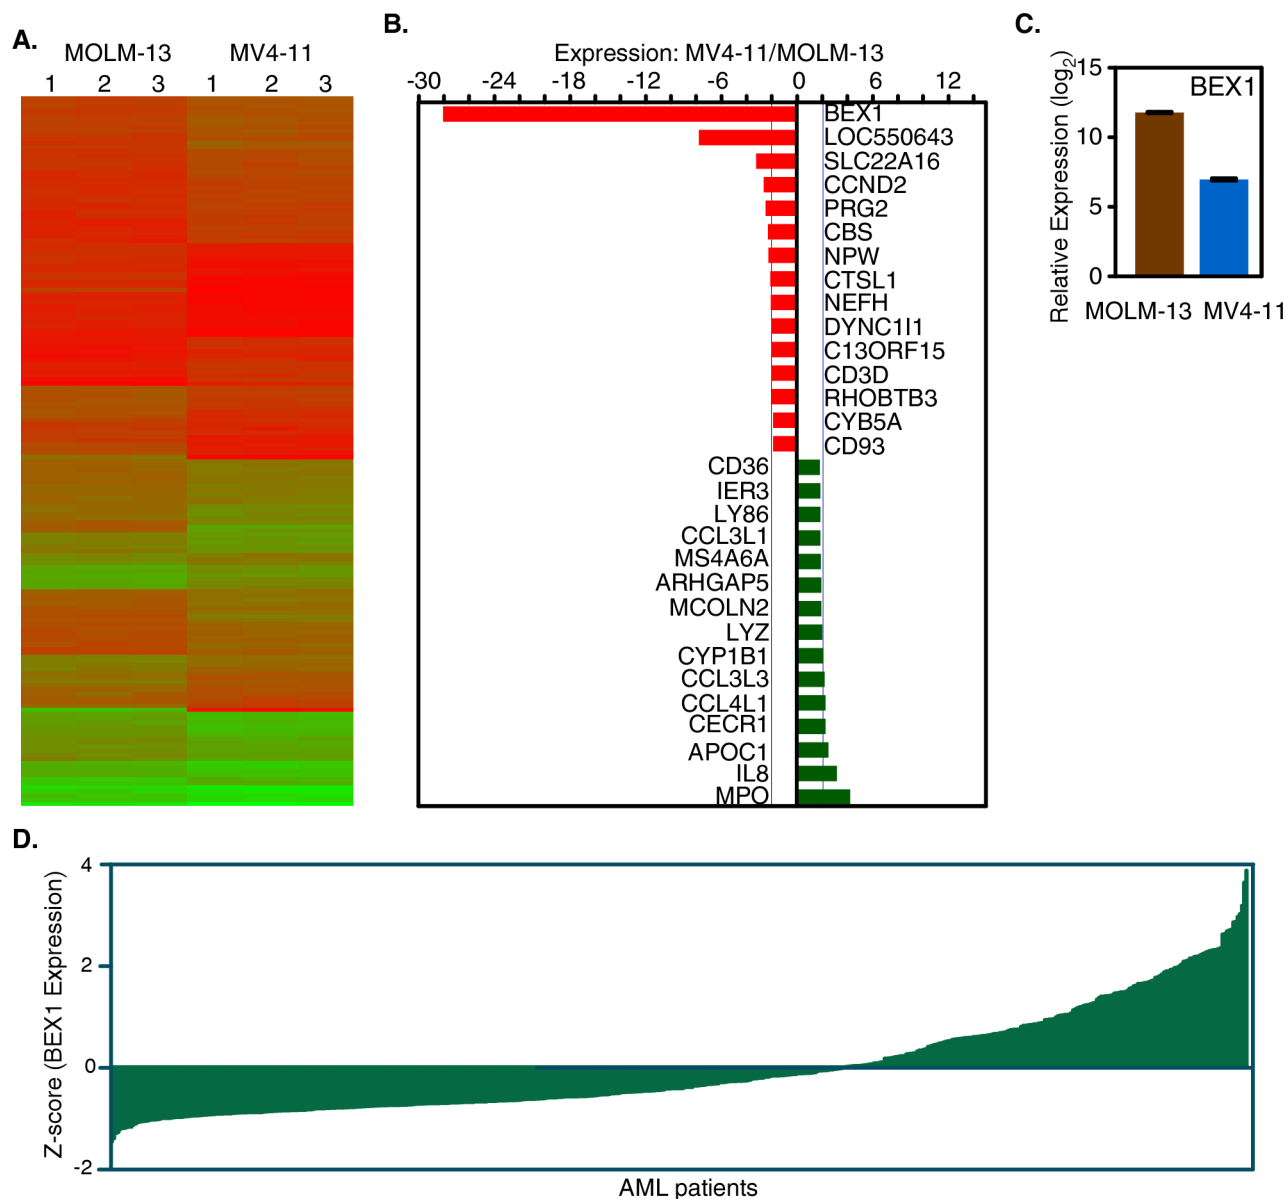 A.
MOLM-13 MV4-11
1 2 3 1 2 3
B.
Expression: MV4-11/MOLM-13
-30 -24 -18 -12 -6 0 6 12
BEX1
LOC550643
SLC22A16
CCND2
PRG2
CBS
NPW
CTSL1
NEFH
DYNC1I1
C13ORF15
CD3D
RHOBTB3
CYB5A
CD93
CD36
IER3
LY86
CCL3L1
MS4A6A
ARHGAP5
MCOLN2
LYZ
CYP1B1
CCL3L3
CCL4L1
CECR1
APOC1
IL8
MPO
C.
Relative Expression (log2)
15
10
5
0
BEX1
MOLM-13 MV4-11
D.
Z-score (BEX1 Expression)
4
2
0
-2
AML patients